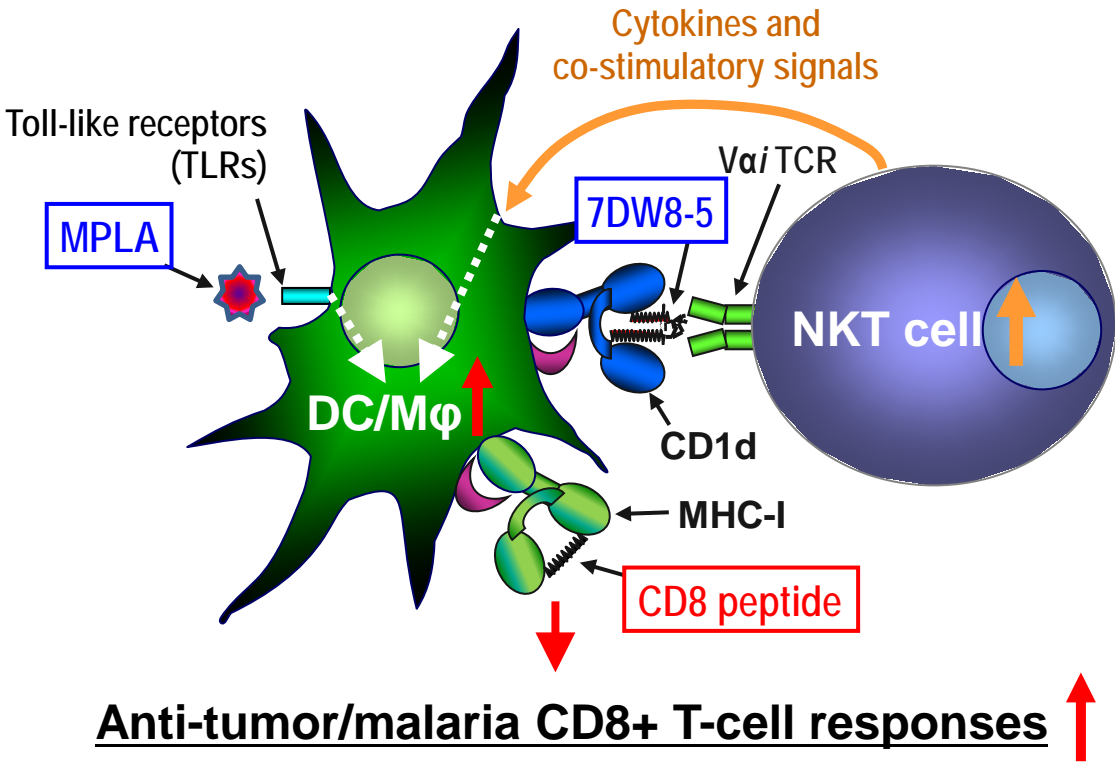 Cytokines and
co-stimulatory signals
Toll-like receptors
(TLRs)
Vαi TCR
7DW8-5
MPLA
NKT cell
DC/Mφ
CD1d
MHC-I
CD8 peptide
Anti-tumor/malaria CD8+ T-cell responses